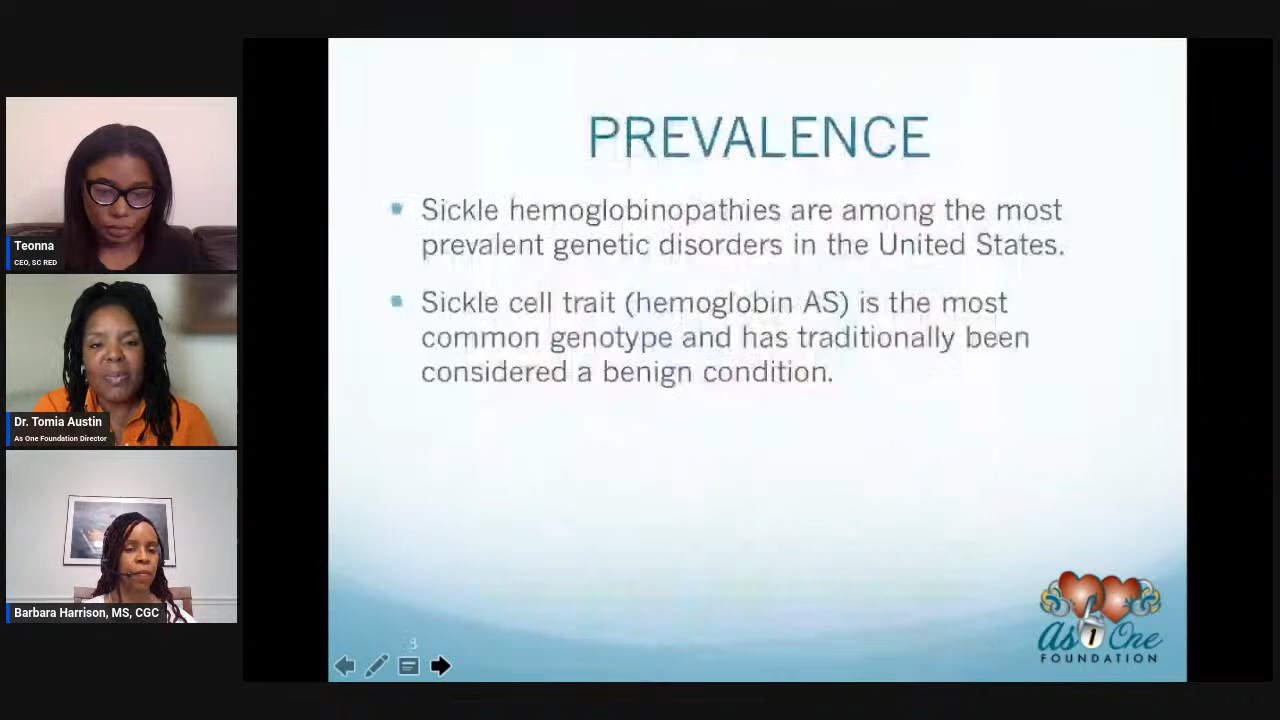 Teonna
CEO, SC RED
Dr. Tomia Austin
As One Foundation Director
Barbara Harrison, MS, CGC
PREVALENCE
Sickle hemoglobinopathies are among the most
prevalent genetic disorders in the United States.
Sickle cell trait (hemoglobin AS) is the most
common genotype and has traditionally been
considered a benign condition.
As 1 One
FOUNDATION